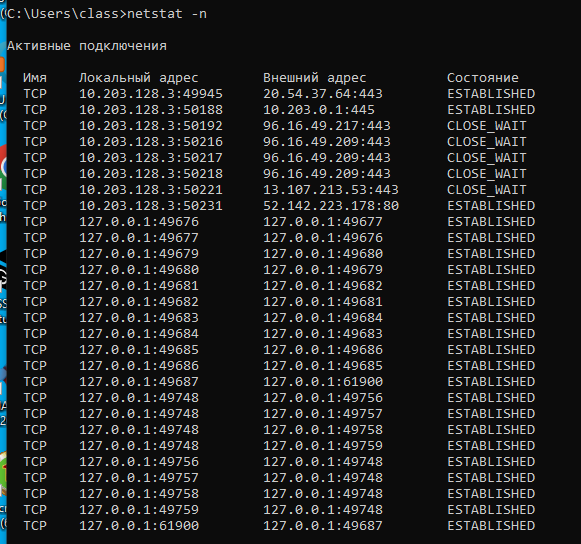 C:\Users\class>netstat -n
Активные подключения
Имя Локальный адрес Внешний адрес Состояние
TCP 10.203.128.3:49945 20.54.37.64:443 ESTABLISHED
TCP 10.203.128.3:50188 10.203.0.1:445 ESTABLISHED
TCP 10.203.128.3:50192 96.16.49.217:443 CLOSE_WAIT
TCP 10.203.128.3:50216 96.16.49.209:443 CLOSE_WAIT
TCP 10.203.128.3:50217 96.16.49.209:443 CLOSE_WAIT
TCP 10.203.128.3:50218 96.16.49.209:443 CLOSE_WAIT
TCP 10.203.128.3:50221 13.107.213.53:443 CLOSE_WAIT
TCP 10.203.128.3:50231 52.142.223.178:80 ESTABLISHED
TCP 127.0.0.1:49676 127.0.0.1:49677 ESTABLISHED
TCP 127.0.0.1:49677 127.0.0.1:49676 ESTABLISHED
TCP 127.0.0.1:49679 127.0.0.1:49680 ESTABLISHED
TCP 127.0.0.1:49680 127.0.0.1:49679 ESTABLISHED
TCP 127.0.0.1:49681 127.0.0.1:49682 ESTABLISHED
TCP 127.0.0.1:49682 127.0.0.1:49681 ESTABLISHED
TCP 127.0.0.1:49683 127.0.0.1:49684 ESTABLISHED
TCP 127.0.0.1:49684 127.0.0.1:49683 ESTABLISHED
TCP 127.0.0.1:49685 127.0.0.1:49686 ESTABLISHED
TCP 127.0.0.1:49686 127.0.0.1:49685 ESTABLISHED
TCP 127.0.0.1:49687 127.0.0.1:61900 ESTABLISHED
TCP 127.0.0.1:49748 127.0.0.1:49756 ESTABLISHED
TCP 127.0.0.1:49748 127.0.0.1:49757 ESTABLISHED
TCP 127.0.0.1:49748 127.0.0.1:49758 ESTABLISHED
TCP 127.0.0.1:49748 127.0.0.1:49759 ESTABLISHED
TCP 127.0.0.1:49756 127.0.0.1:49748 ESTABLISHED
TCP 127.0.0.1:49757 127.0.0.1:49748 ESTABLISHED
TCP 127.0.0.1:49758 127.0.0.1:49748 ESTABLISHED
TCP 127.0.0.1:49759 127.0.0.1:49748 ESTABLISHED
TCP 127.0.0.1:61900 127.0.0.1:49687 ESTABLISHED